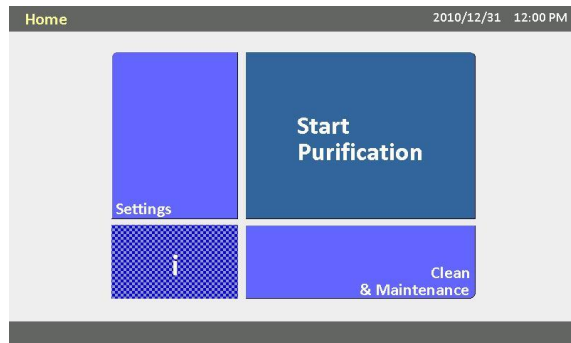 Home
2010/12/31 12:00 PM
Start
Purification
Settings
i
Clean
& Maintenance